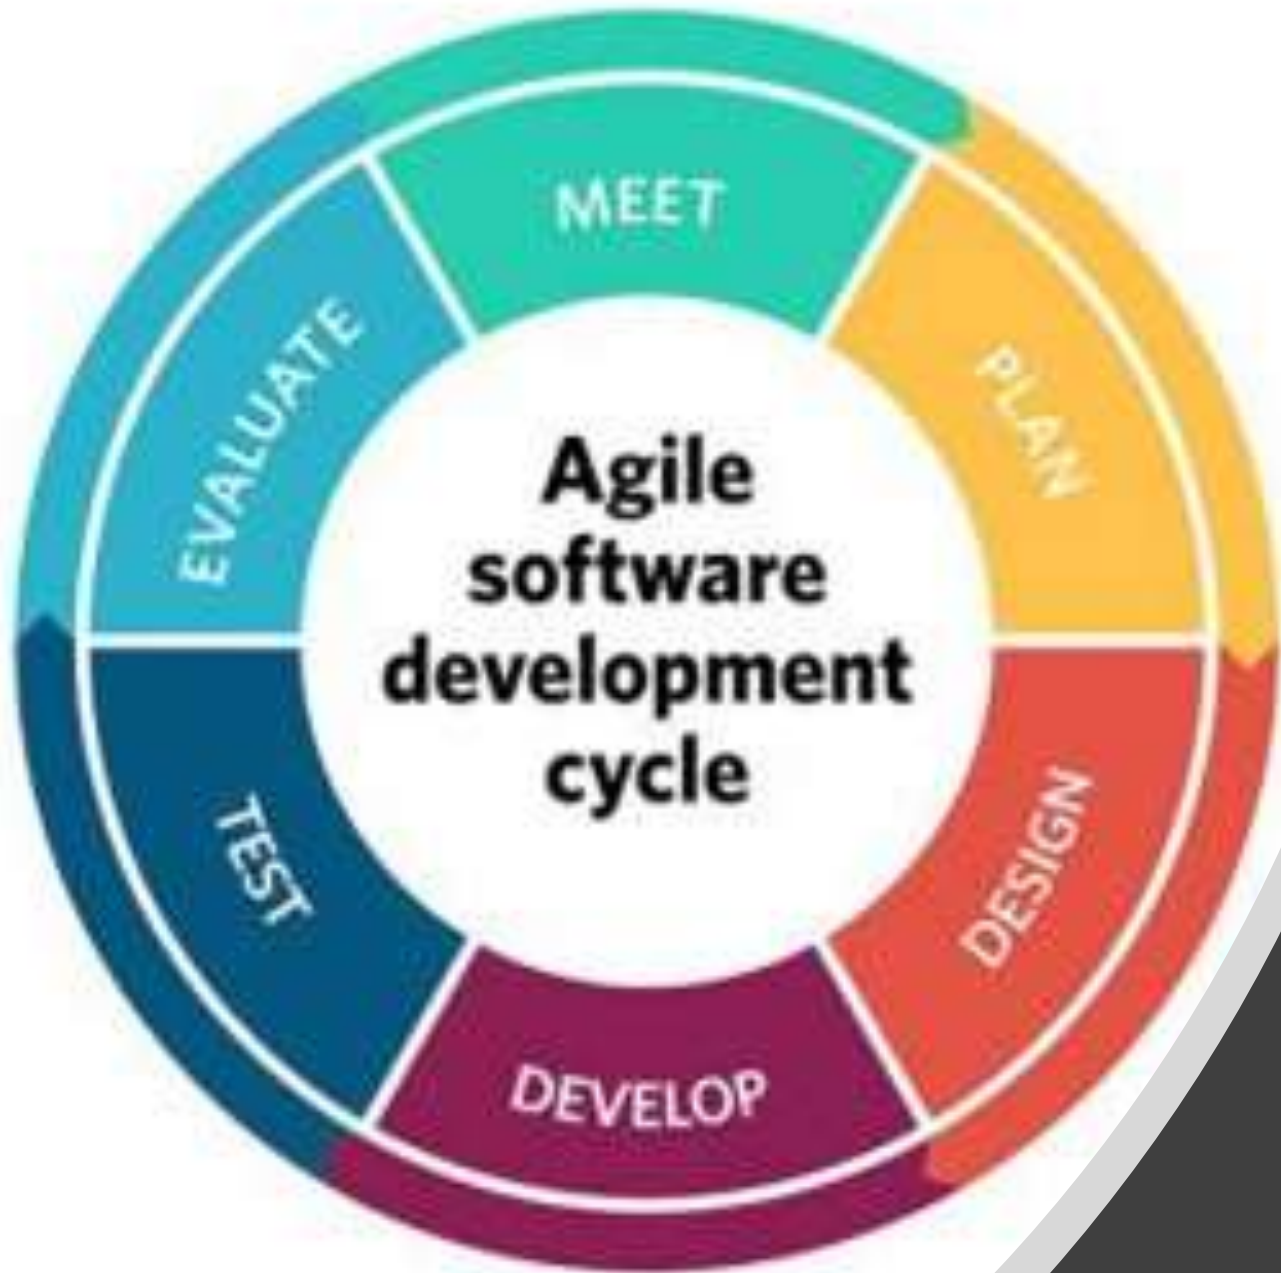 MEET
PLAN
DESIGN
DEVELOP
TEST
EVALUATE
Agile
software
development
cycle